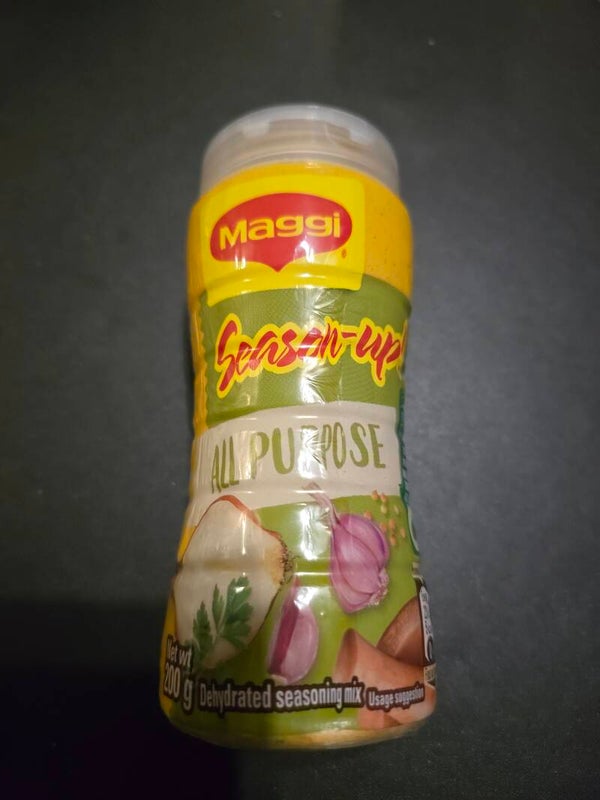 Maggi
Season-up!
ALL PURPOSE
Net wt
200 g
Dehydrated seasoning mix
Usage suggestion